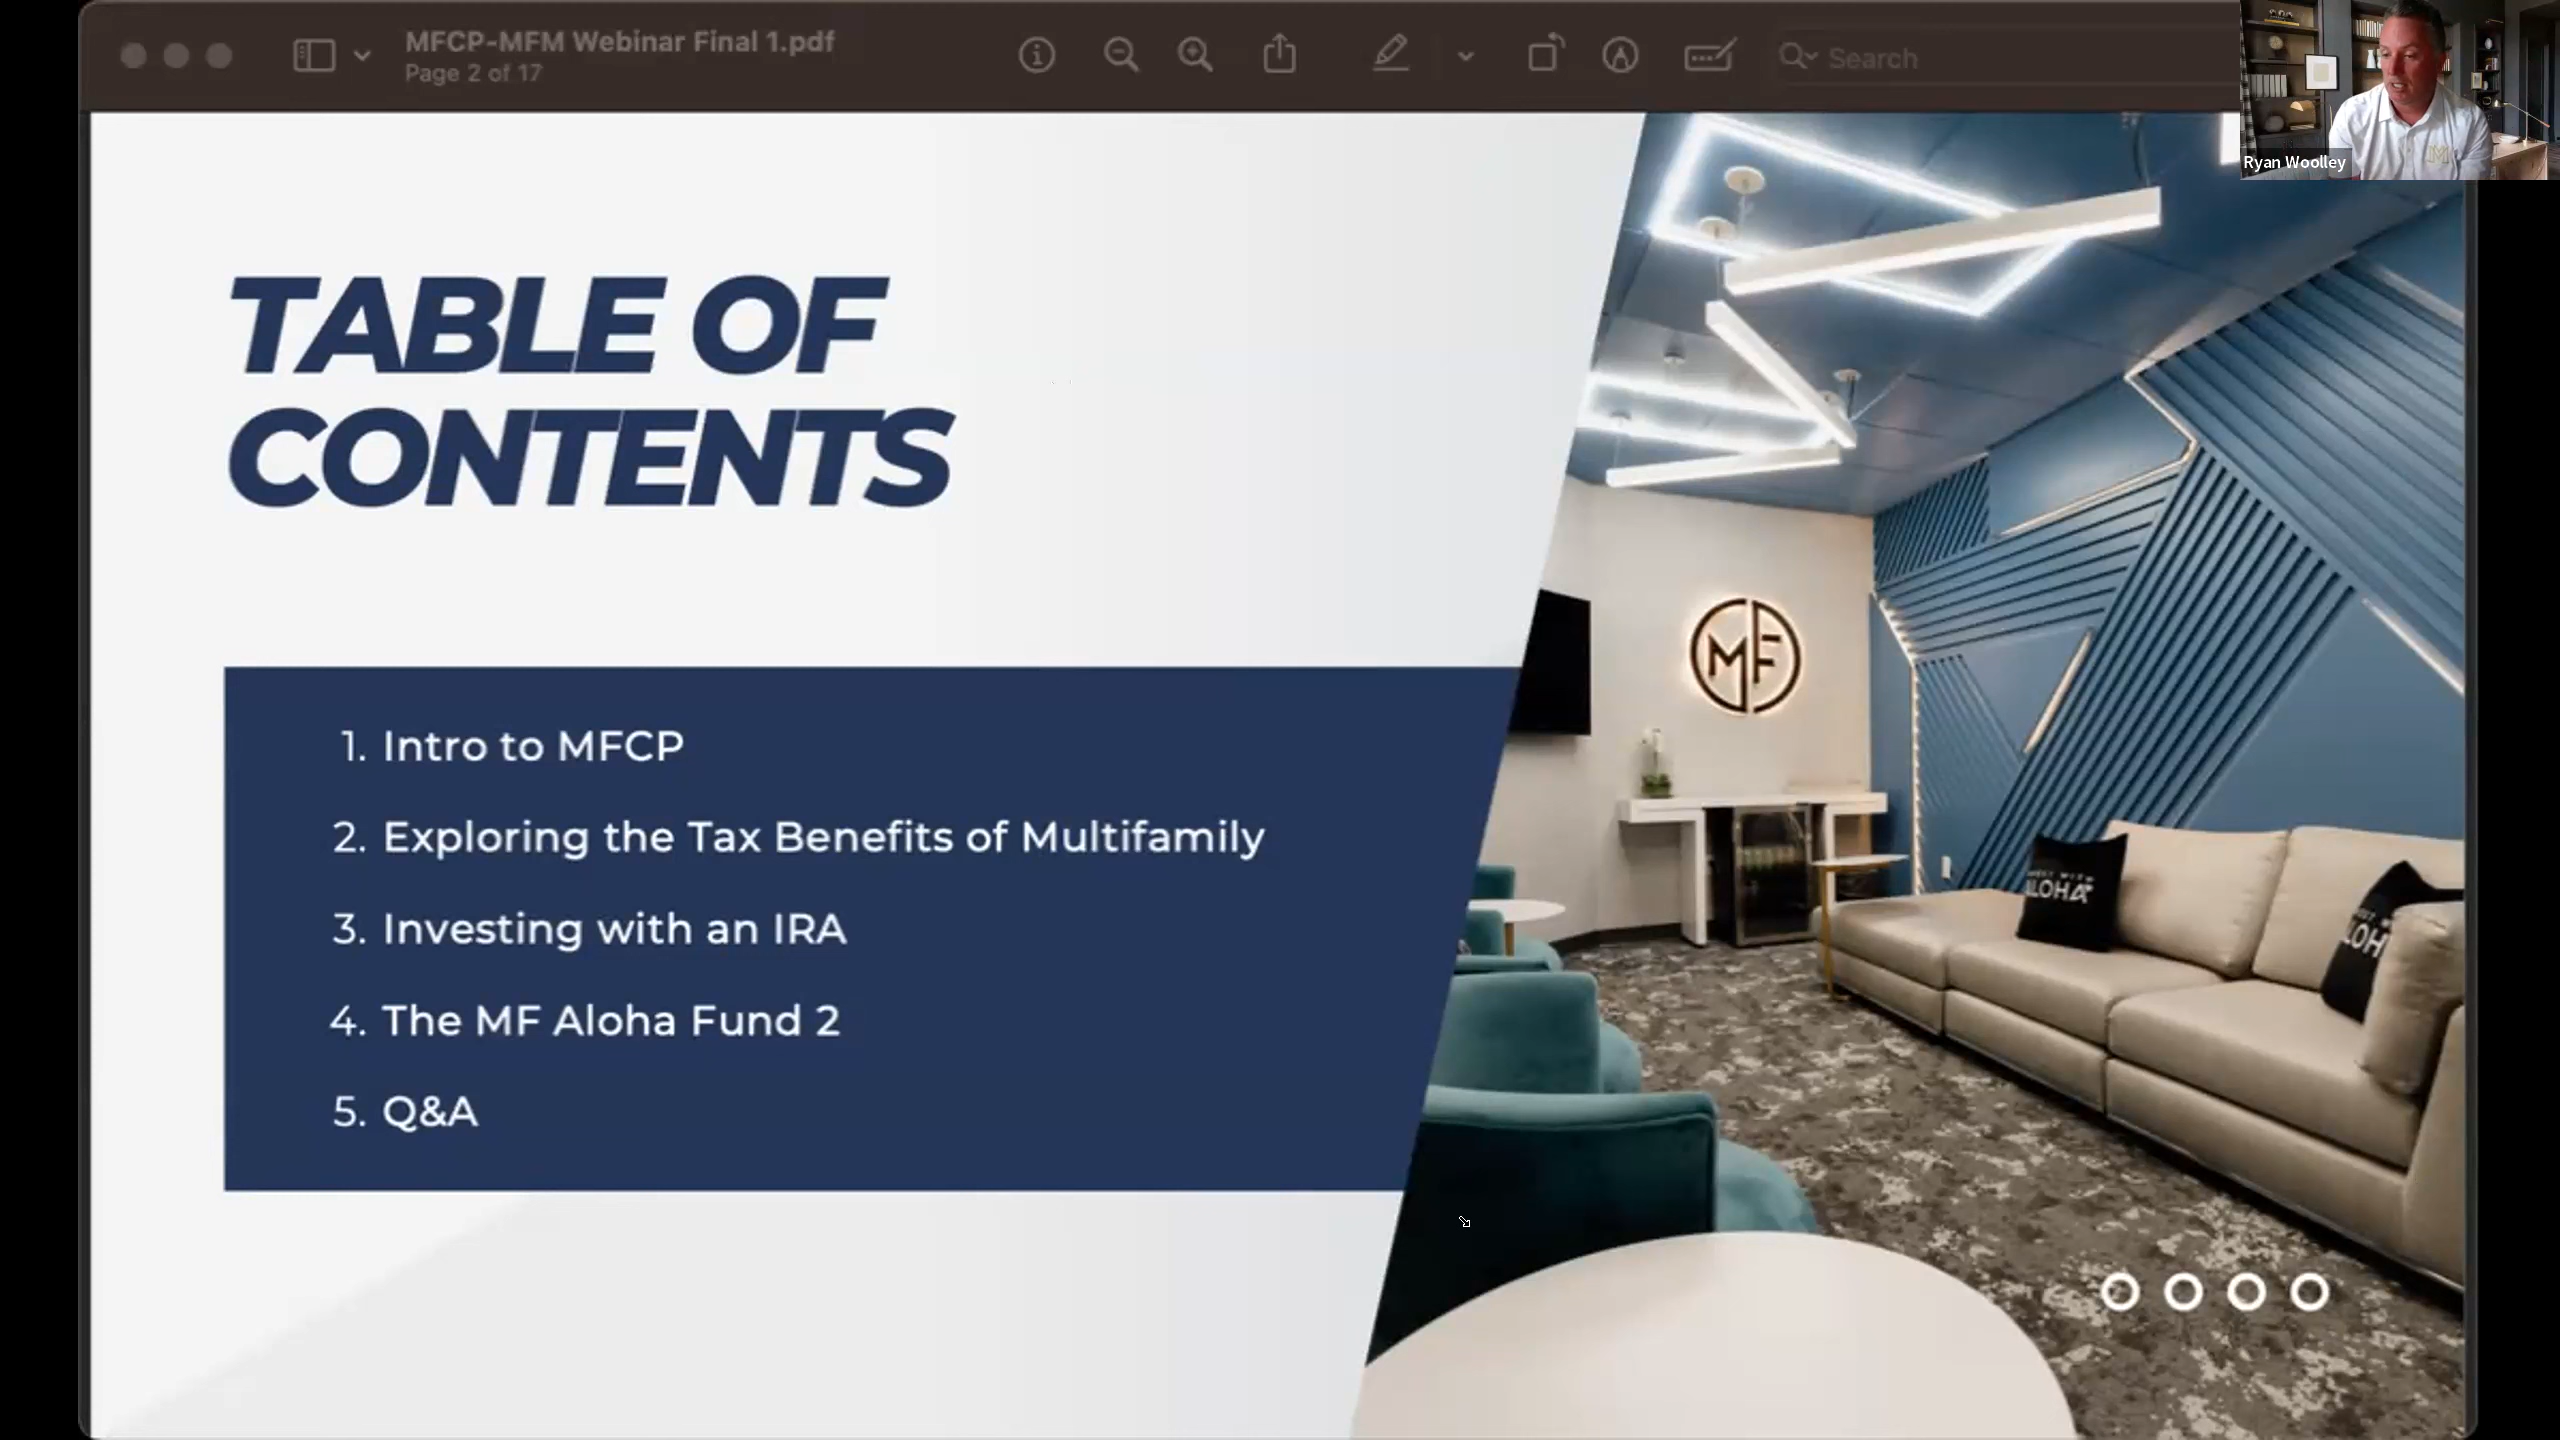 MFCP-MFM Webinar Final 1.pdf
Page 2 of 17
Search
Ryan Woolley
TABLE OF
CONTENTS
1. Intro to MFCP
2. Exploring the Tax Benefits of Multifamily
3. Investing with an IRA
4. The MF Aloha Fund 2
5. Q&A
MF
ALOHA